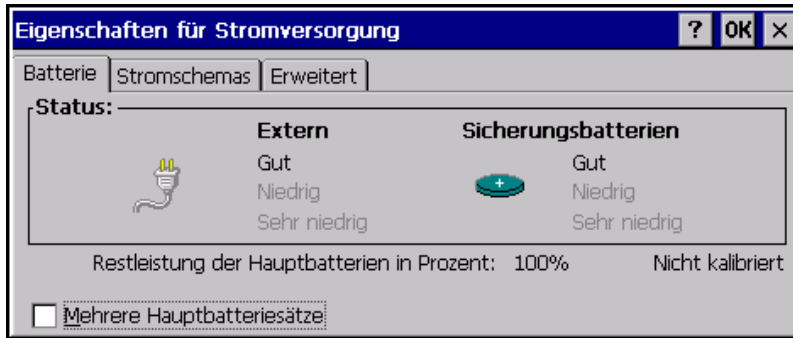 Eigenschaften für Stromversorgung ? OK ×
Batterie Stromschemas Erweitert
Status:
Extern Sicherungsbatterien
Gut Gut
Niedrig Niedrig
Sehr niedrig Sehr niedrig
Restleistung der Hauptbatterien in Prozent: 100% Nicht kalibriert
Mehrere Hauptbatteriesätze